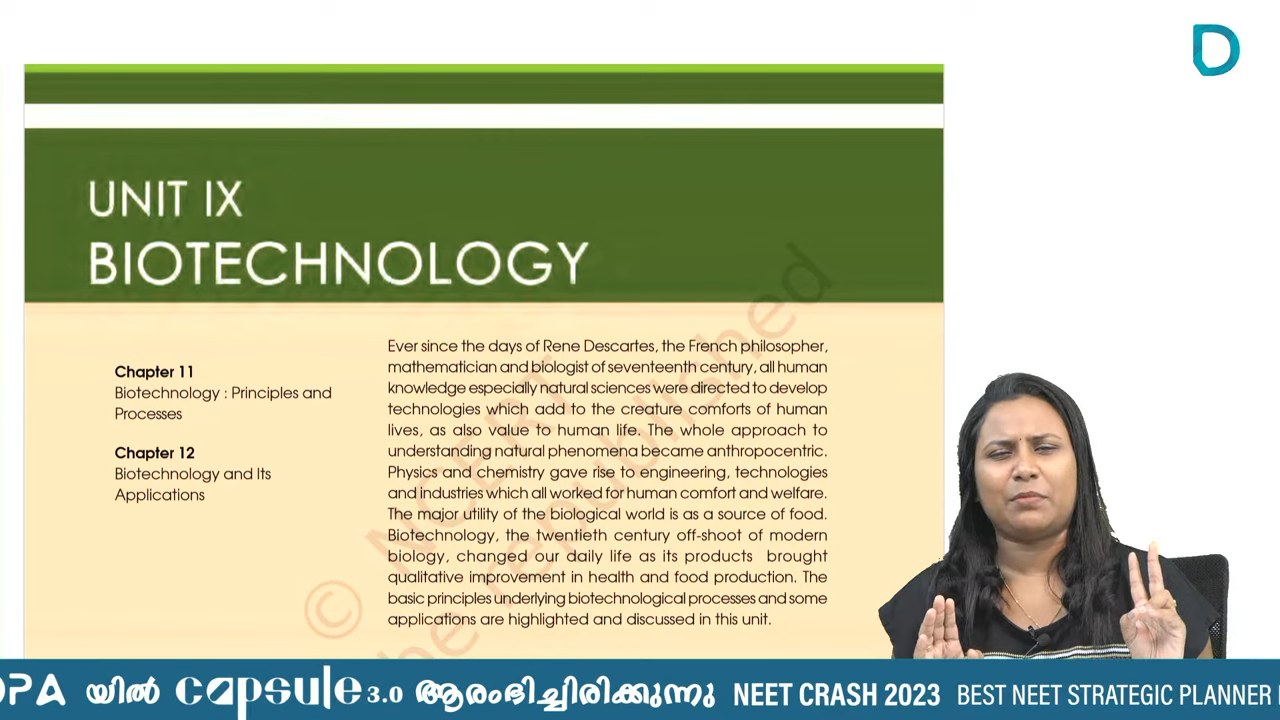 D
UNIT IX
BIOTECHNOLOGY
Chapter 11
Biotechnology : Principles and
Processes
Chapter 12
Biotechnology and Its
Applications
Ever since the days of Rene Descartes, the French philosopher,
mathematician and biologist of seventeenth century, all human
knowledge especially natural sciences were directed to develop
technologies which add to the creature comforts of human
lives, as also value to human life. The whole approach to
understanding natural phenomena became anthropocentric.
Physics and chemistry gave rise to engineering, technologies
and industries which all worked for human comfort and welfare.
The major utility of the biological world is as a source of food.
Biotechnology, the twentieth century off-shoot of modern
biology, changed our daily life as its products brought
qualitative improvement in health and food production. The
basic principles underlying biotechnological processes and some
applications are highlighted and discussed in this unit.
© NCERT
be republished
OPA യിൽ capsule 3.0 ആരംഭിച്ചിരിക്കുന്നു NEET CRASH 2023 BEST NEET STRATEGIC PLANNER